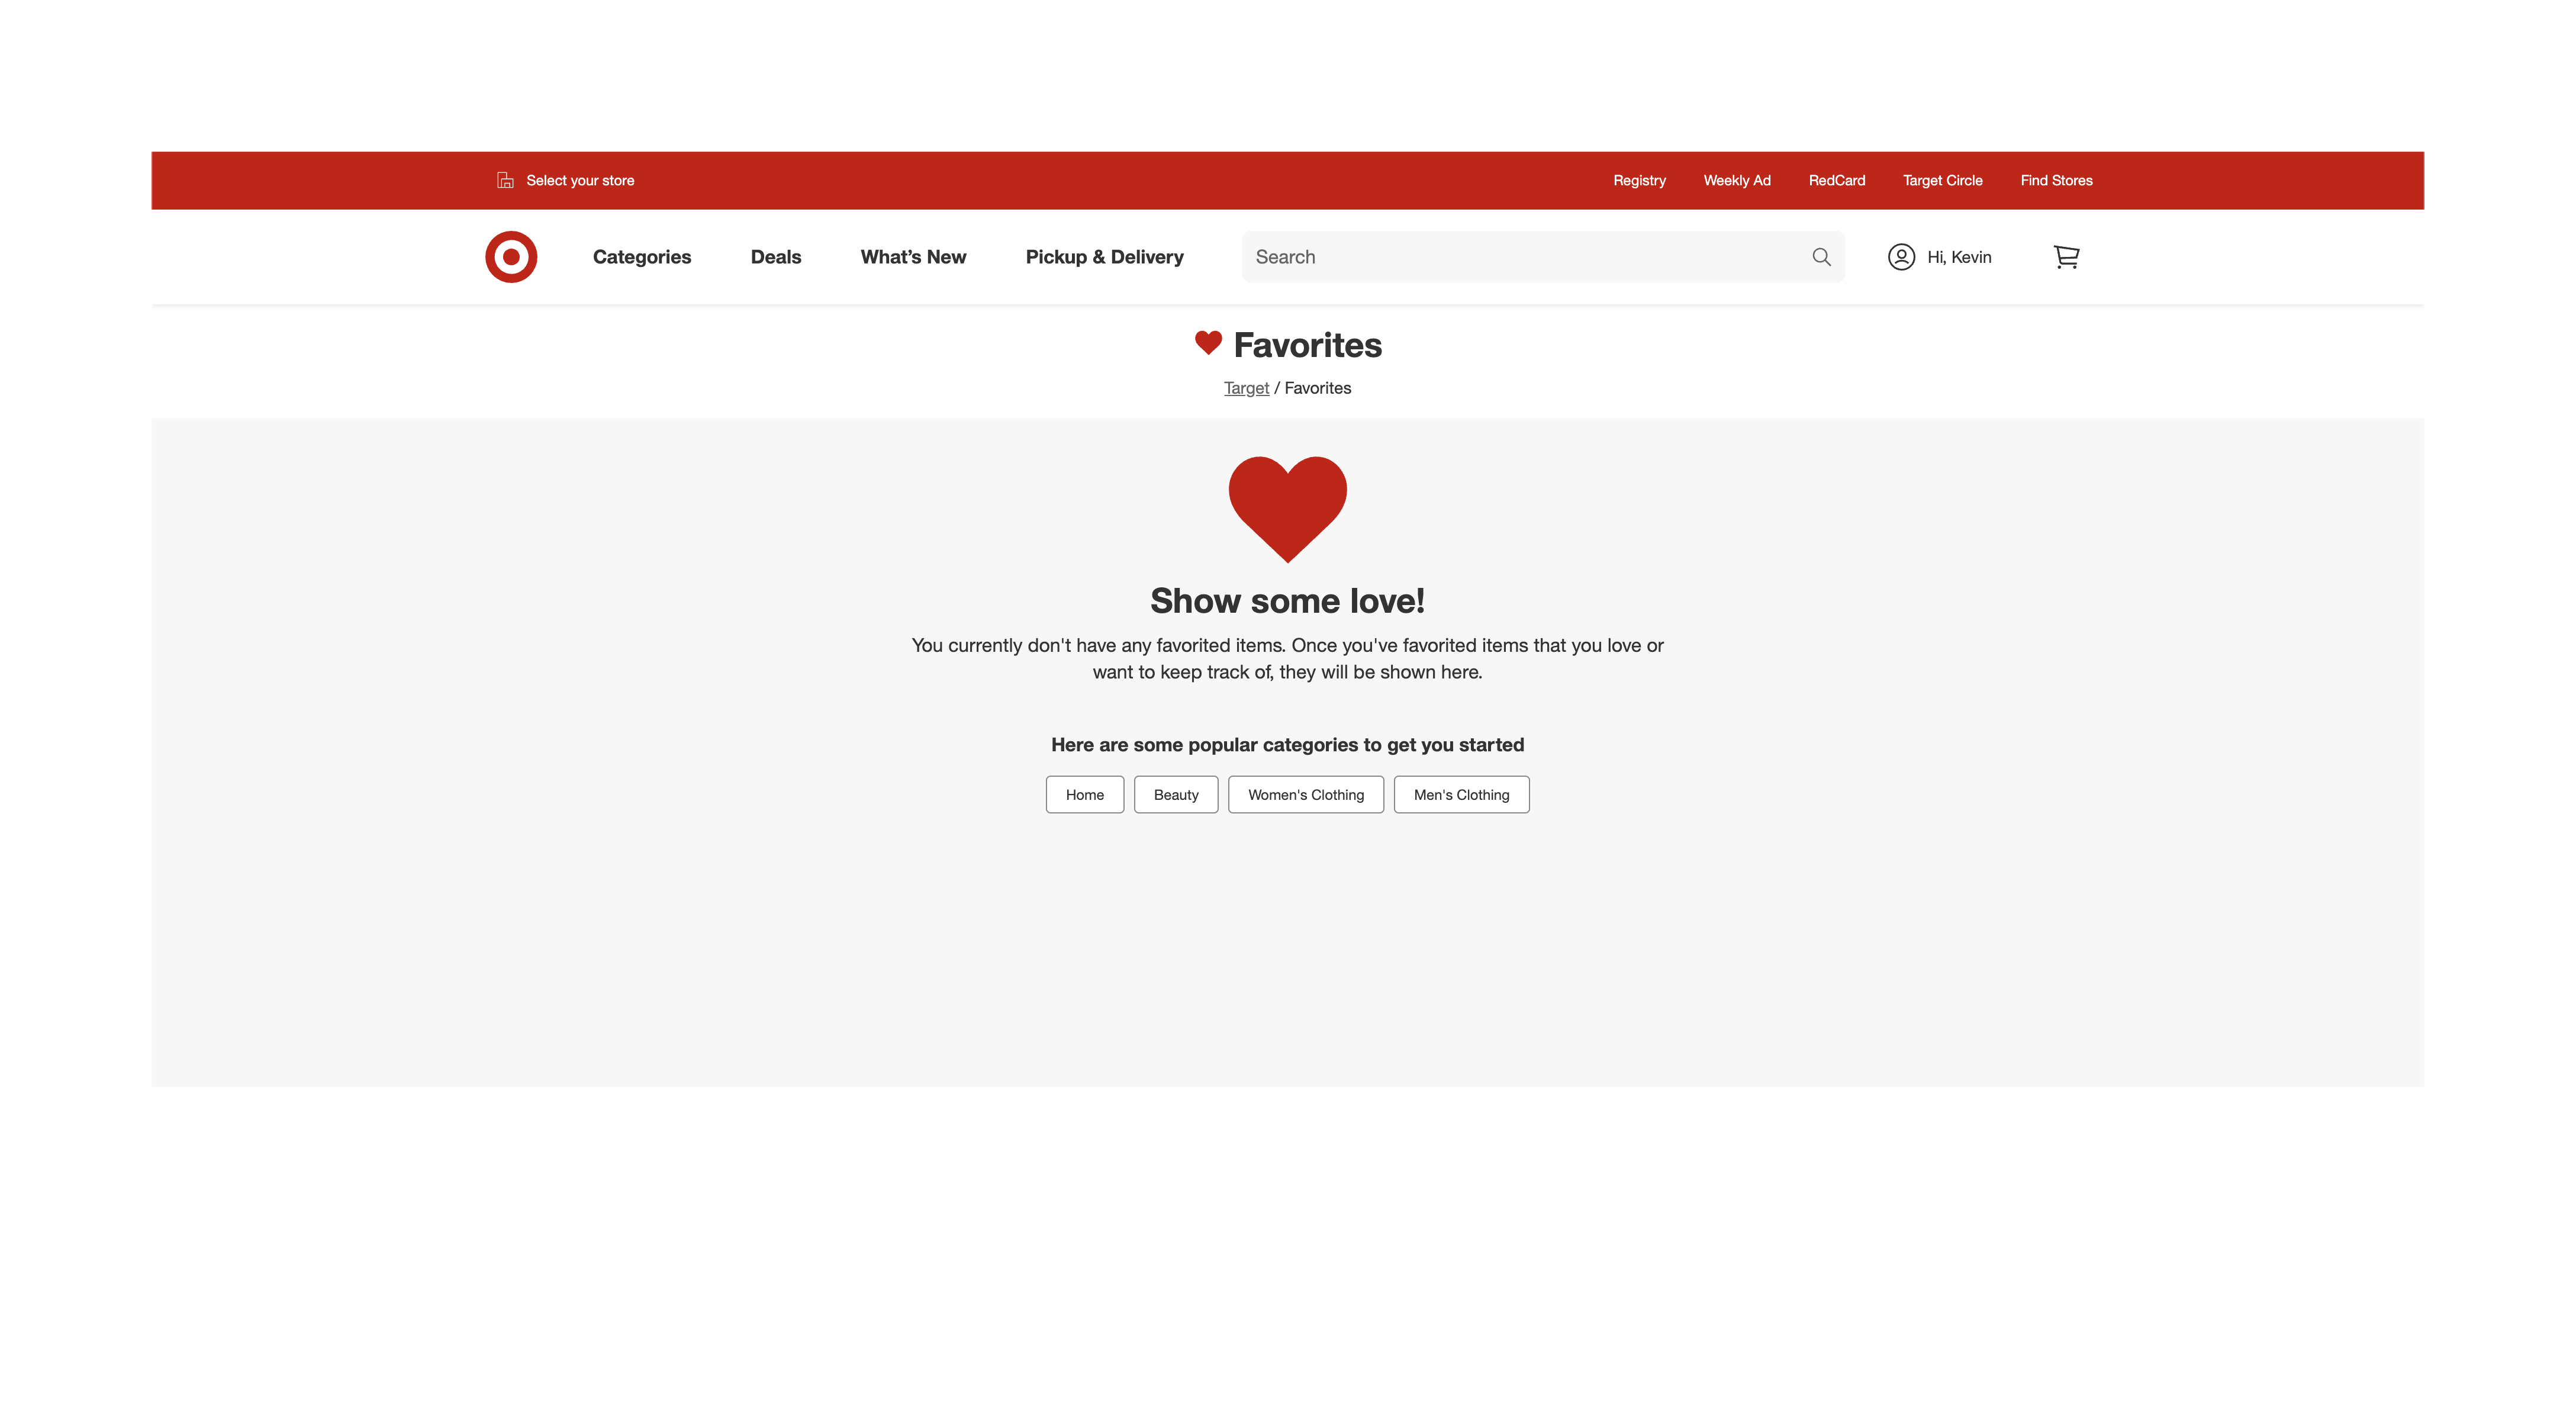 Select your store
Registry Weekly Ad RedCard Target Circle Find Stores
Categories Deals What’s New Pickup & Delivery Search Hi, Kevin
Favorites
Target / Favorites
Show some love!
You currently don't have any favorited items. Once you've favorited items that you love or
want to keep track of, they will be shown here.
Here are some popular categories to get you started
Home Beauty Women's Clothing Men's Clothing